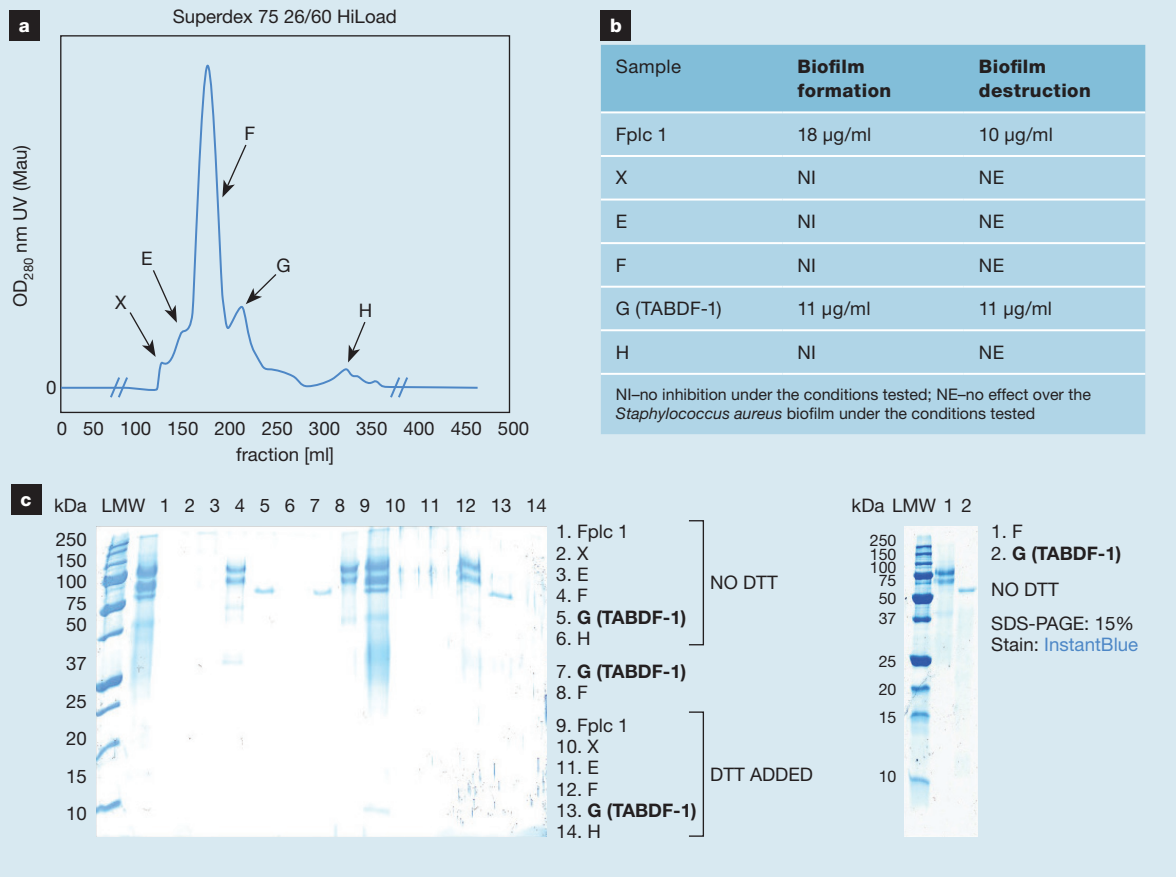 a
Superdex 75 26/60 HiLoad
OD280 nm UV (Mau)
X
E
F
G
H
0
0 50 100 150 200 250 300 350 400 450 500
fraction [ml]
b
Sample Biofilm formation Biofilm destruction
Fplc 1 18 µg/ml 10 µg/ml
X NI NE
E NI NE
F NI NE
G (TABDF-1) 11 µg/ml 11 µg/ml
H NI NE
NI–no inhibition under the conditions tested; NE–no effect over the
Staphylococcus aureus biofilm under the conditions tested
c
kDa LMW 1 2 3 4 5 6 7 8 9 10 11 12 13 14
250
150
100
75
50
37
25
20
15
10
1. Fplc 1
2. X
3. E
4. F
5. G (TABDF-1)
6. H
NO DTT
7. G (TABDF-1)
8. F
9. Fplc 1
10. X
11. E
12. F
13. G (TABDF-1)
14. H
DTT ADDED
kDa LMW 1 2
250
150
100
75
50
37
25
20
15
10
1. F
2. G (TABDF-1)
NO DTT
SDS-PAGE: 15%
Stain: InstantBlue